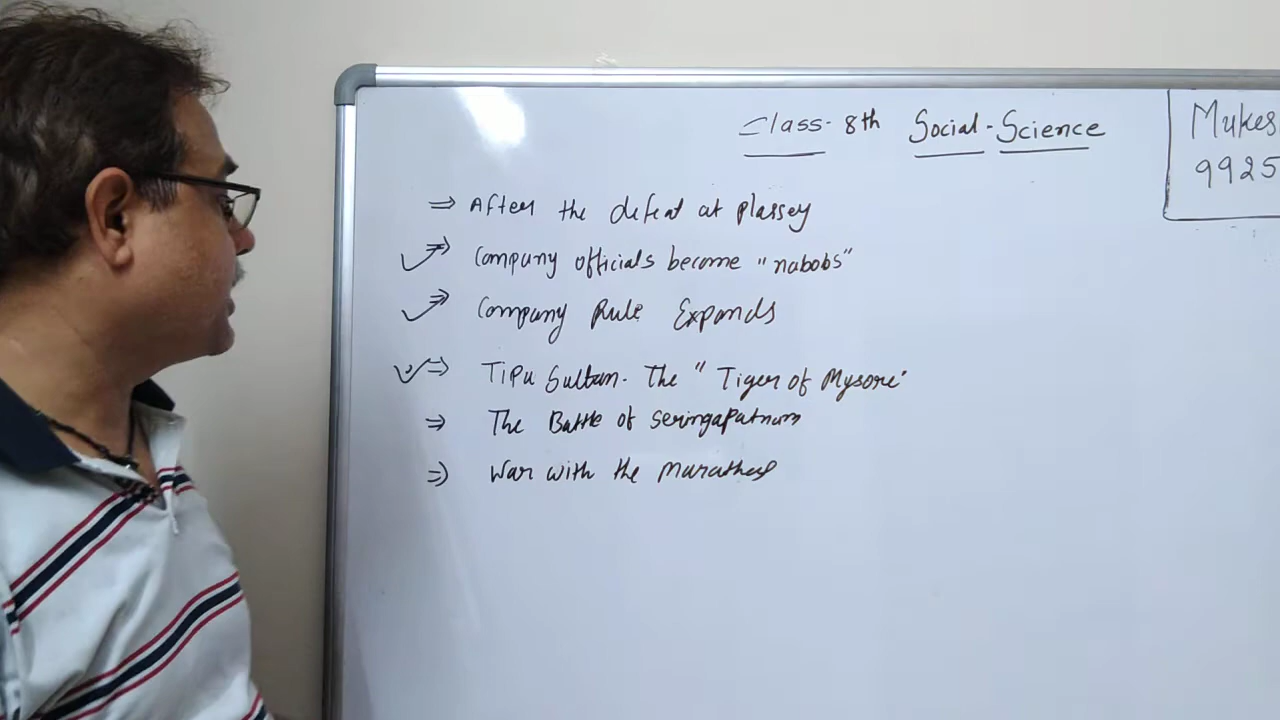 Class- 8th Social-Science
Mukes
9925
⇒ After the defeat at plassey
✓⇒ Company officials become "nabobs"
✓⇒ Company Rule Expands
✓⇒ Tipu Sultan. The "Tiger of Mysore"
⇒ The Battle of Seringapatnam
⇒ War with the Marathas